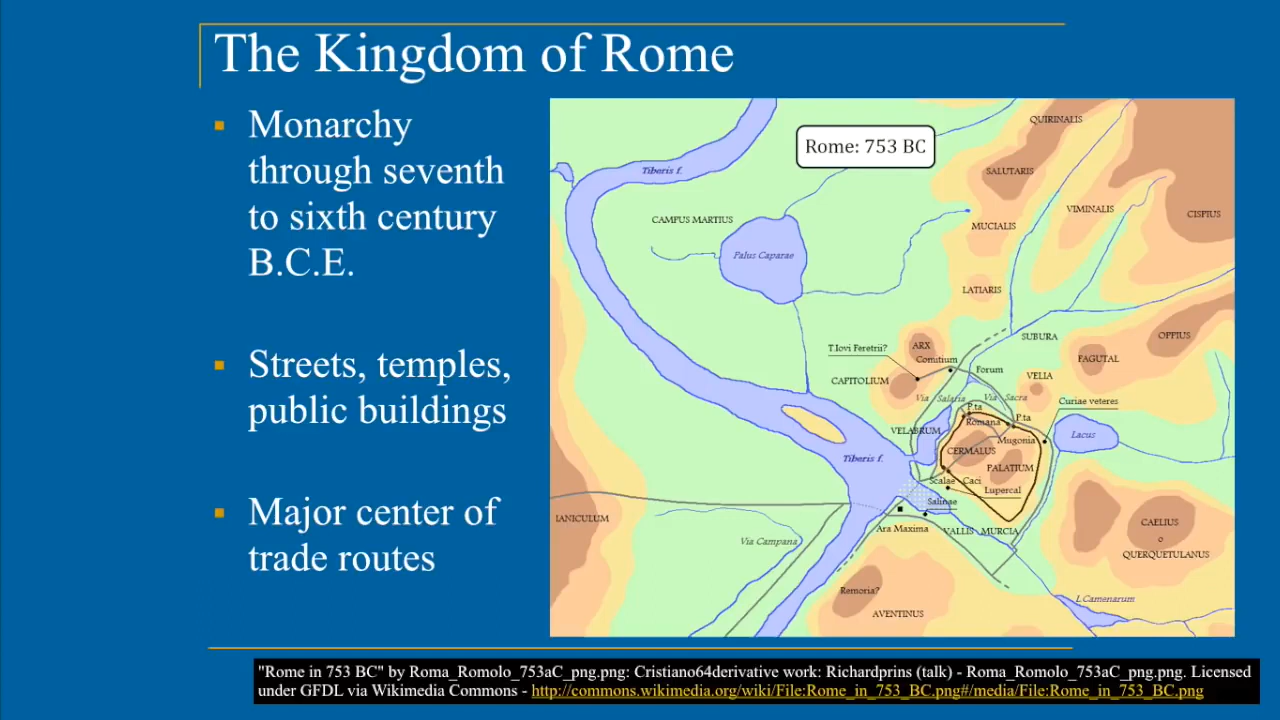 The Kingdom of Rome
▪ Monarchy
through seventh
to sixth century
B.C.E.
▪ Streets, temples,
public buildings
▪ Major center of
trade routes
Rome: 753 BC
QUIRINALIS
Tiberis f.
SALUTARIS
CAMPUS MARTIUS
VIMINALIS
CISPIUS
MUCIALIS
Palus Caparae
LATIARIS
SUBURA
OPPIUS
T.Iovi Feretrii?
ARX
Comitium
FAGUTAL
Forum
CAPITOLIUM
VELIA
Via Salaria
Via Sacra
Curiae veteres
P.ta
Romana
P.ta
Mugonia
VELABRUM
Lacus
CERMALUS
Tiberis f.
PALATIUM
Scalae Caci
Lupercal
Salinae
IANICULUM
Ara Maxima
VALLIS MURCIA
CAELIUS
o
QUERQUETULANUS
Via Campana
Remoria?
L.Camenarum
AVENTINUS
"Rome in 753 BC" by Roma_Romolo_753aC_png.png: Cristiano64derivative work: Richardprins (talk) - Roma_Romolo_753aC_png.png. Licensed
under GFDL via Wikimedia Commons - http://commons.wikimedia.org/wiki/File:Rome_in_753_BC.png#/media/File:Rome_in_753_BC.png